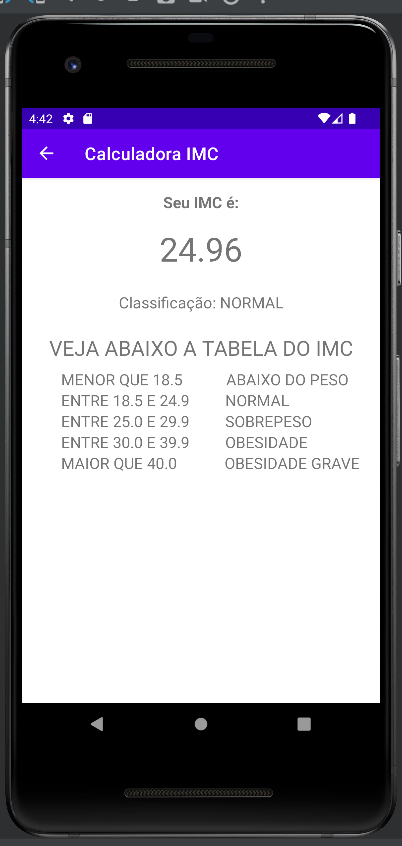 4:42
Calculadora IMC
Seu IMC é:
24.96
Classificação: NORMAL
VEJA ABAIXO A TABELA DO IMC
MENOR QUE 18.5 ABAIXO DO PESO
ENTRE 18.5 E 24.9 NORMAL
ENTRE 25.0 E 29.9 SOBREPESO
ENTRE 30.0 E 39.9 OBESIDADE
MAIOR QUE 40.0 OBESIDADE GRAVE